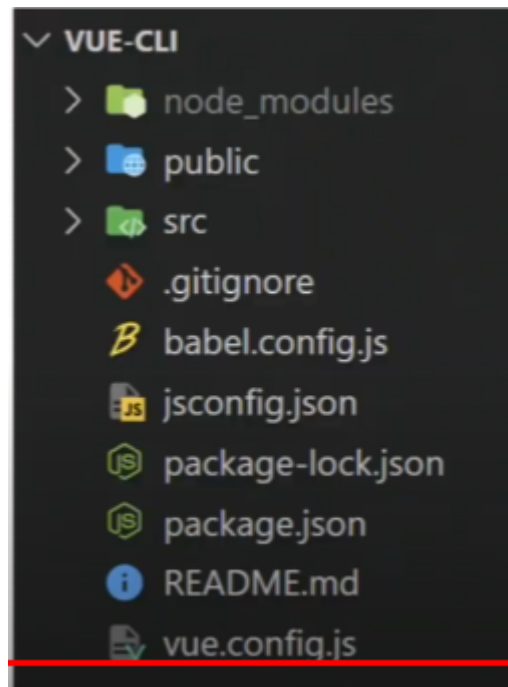 VUE-CLI
node_modules
public
src
.gitignore
babel.config.js
jsconfig.json
package-lock.json
package.json
README.md
vue.config.js